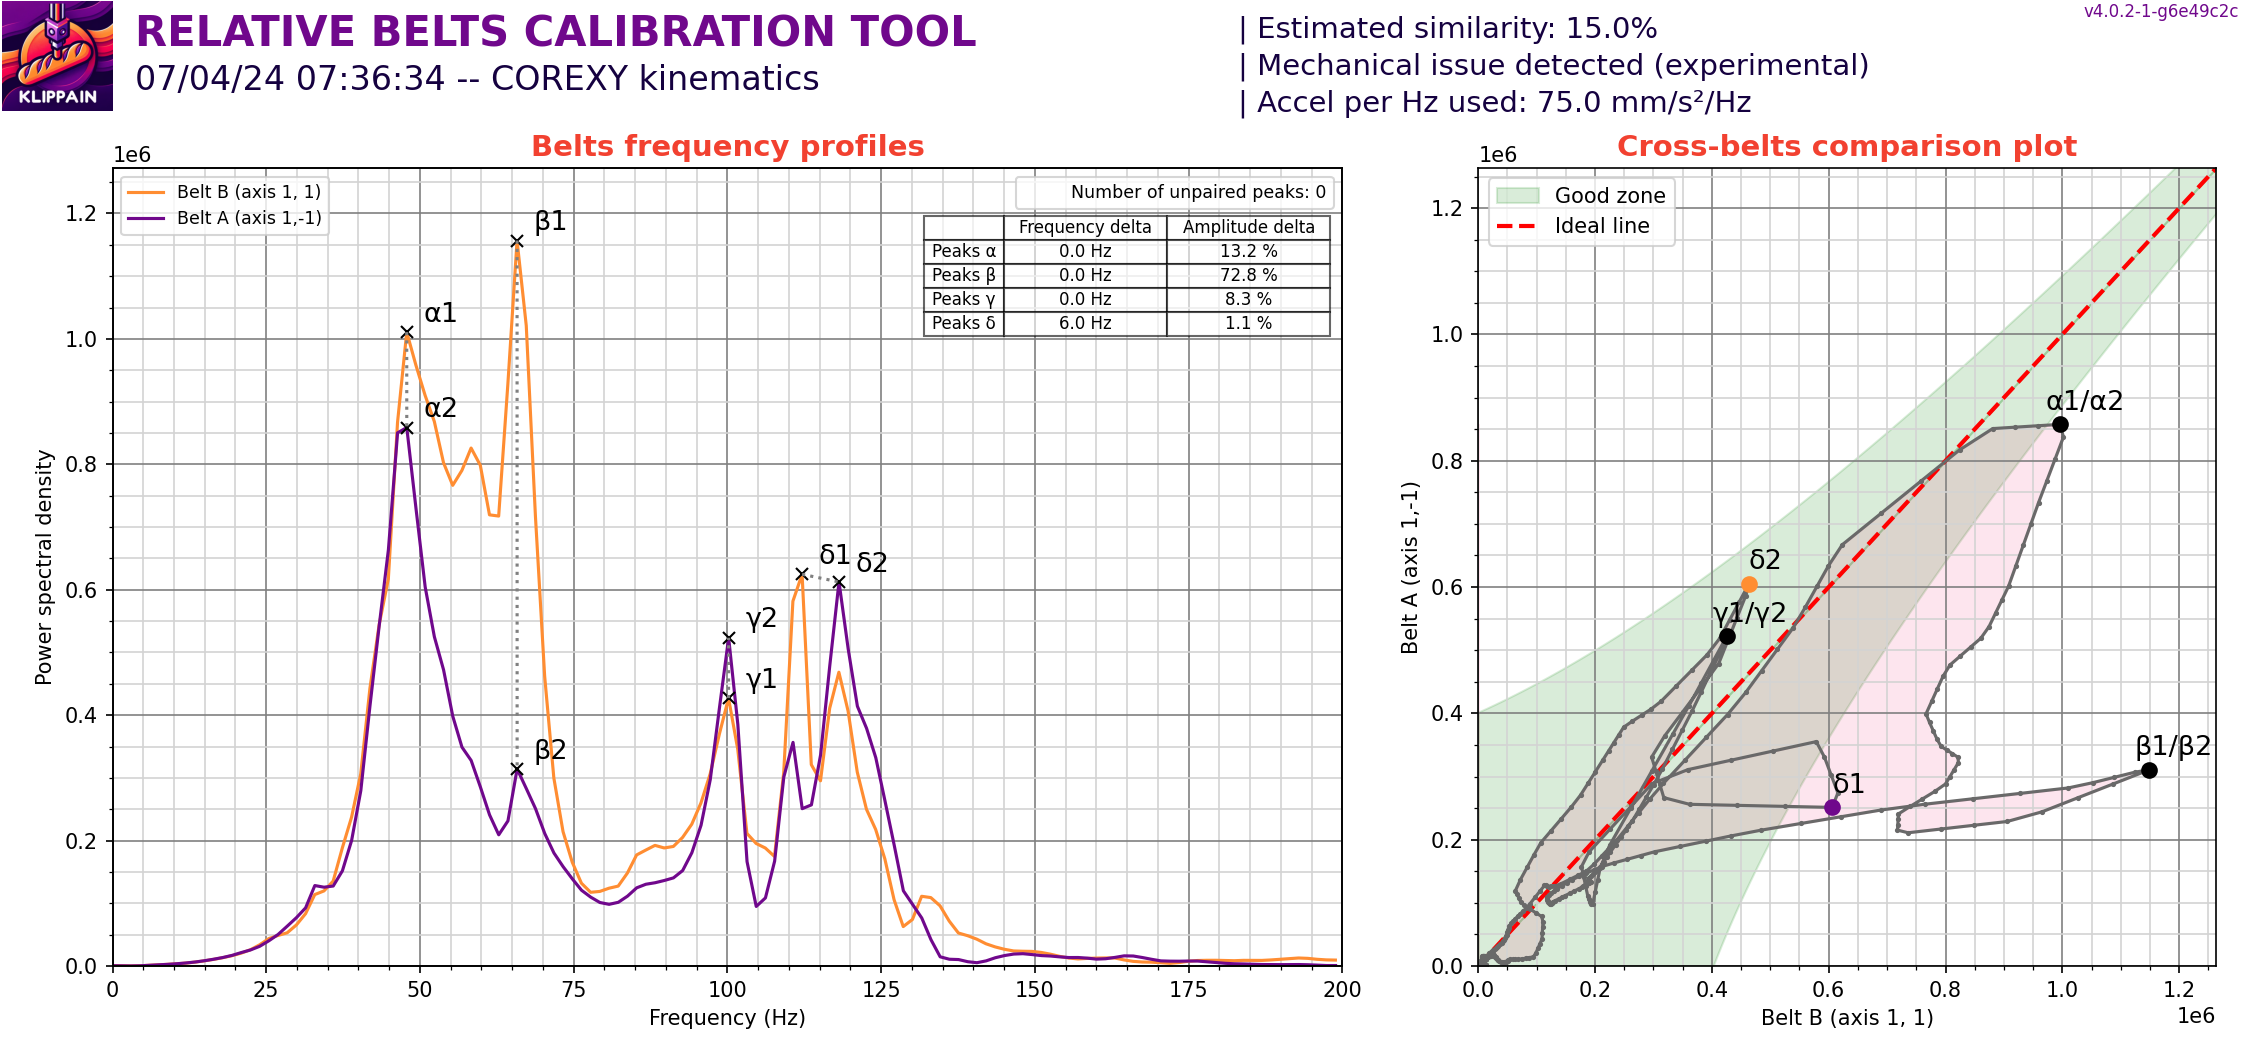 KLIPPAIN
RELATIVE BELTS CALIBRATION TOOL
07/04/24 07:36:34 -- COREXY kinematics
| Estimated similarity: 15.0%
| Mechanical issue detected (experimental)
| Accel per Hz used: 75.0 mm/s²/Hz
v4.0.2-1-g6e49c2c
Belts frequency profiles
1e6
Belt B (axis 1, 1)
Belt A (axis 1,-1)
Number of unpaired peaks: 0
Frequency delta Amplitude delta
Peaks α 0.0 Hz 13.2 %
Peaks β 0.0 Hz 72.8 %
Peaks γ 0.0 Hz 8.3 %
Peaks δ 6.0 Hz 1.1 %
β1
α1
α2
δ1 δ2
γ2
γ1
β2
1.2
1.0
0.8
0.6
0.4
0.2
0.0
Power spectral density
0 25 50 75 100 125 150 175 200
Frequency (Hz)
Cross-belts comparison plot
1e6
Good zone
Ideal line
α1/α2
δ2
γ1/γ2
β1/β2
δ1
1.2
1.0
0.8
0.6
0.4
0.2
0.0
Belt A (axis 1,-1)
0.0 0.2 0.4 0.6 0.8 1.0 1.2
Belt B (axis 1, 1)
1e6